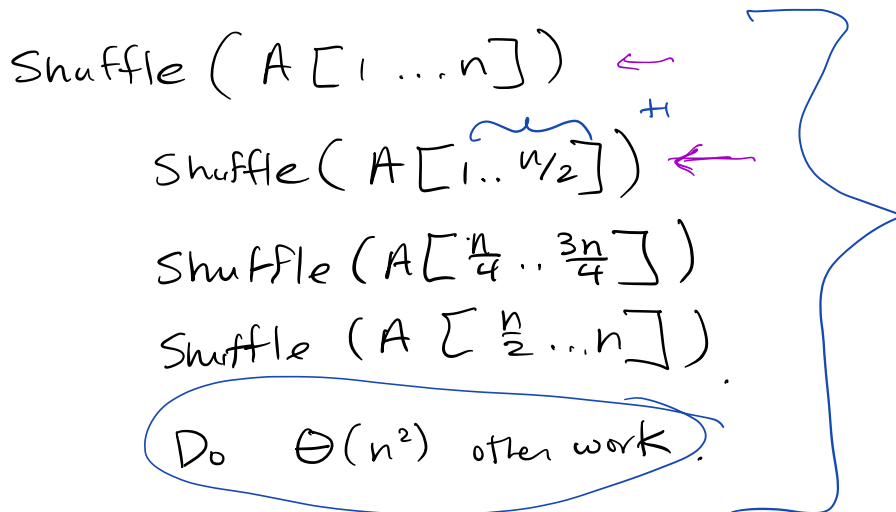 Shuffle ( A [ 1 ... n ] )
Shuffle ( A [ 1 .. n/2 ] )
Shuffle ( A [ n/4 .. 3n/4 ] )
Shuffle ( A [ n/2 ... n ] ) .
Do Θ(n²) other work .